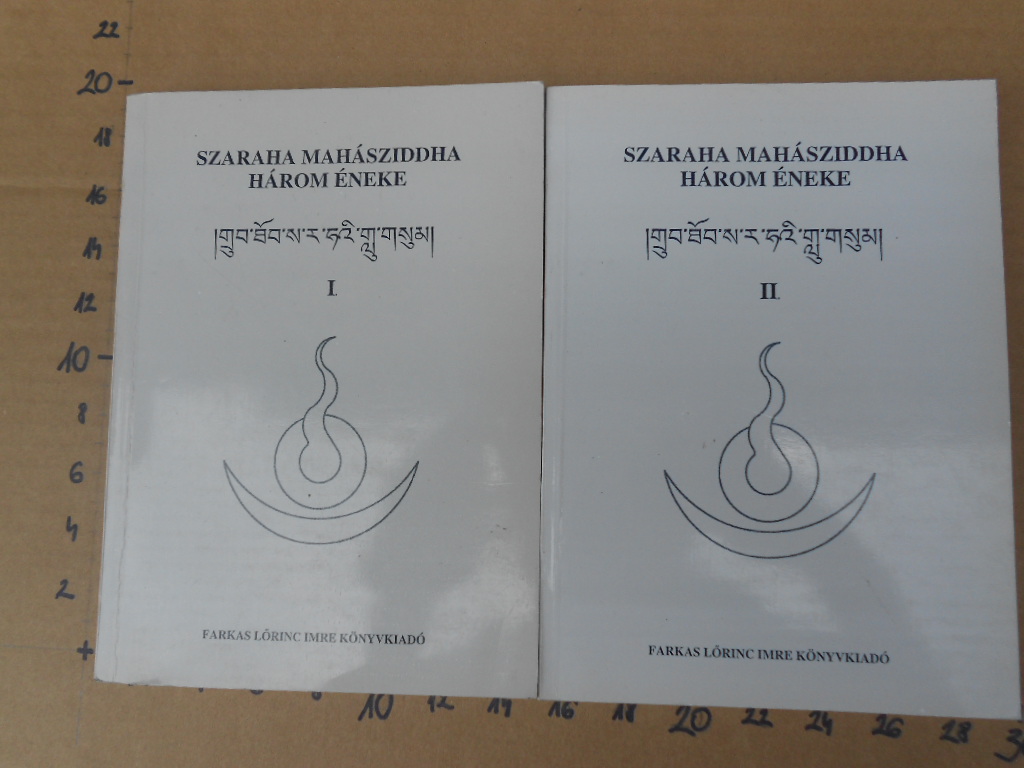 22
20
18
16
14
12
10
8
6
4
2
SZARAHA MAHÁSZIDDHA
HÁROM ÉNEKE
།གྲུབ་ཐོབ་ས་ར་ཧའི་གླུ་གསུམ།
I.
FARKAS LŐRINC IMRE KÖNYVKIADÓ
SZARAHA MAHÁSZIDDHA
HÁROM ÉNEKE
།གྲུབ་ཐོབ་ས་ར་ཧའི་གླུ་གསུམ།
II.
FARKAS LŐRINC IMRE KÖNYVKIADÓ
10 12 14 16 18 20 22 24 26 28